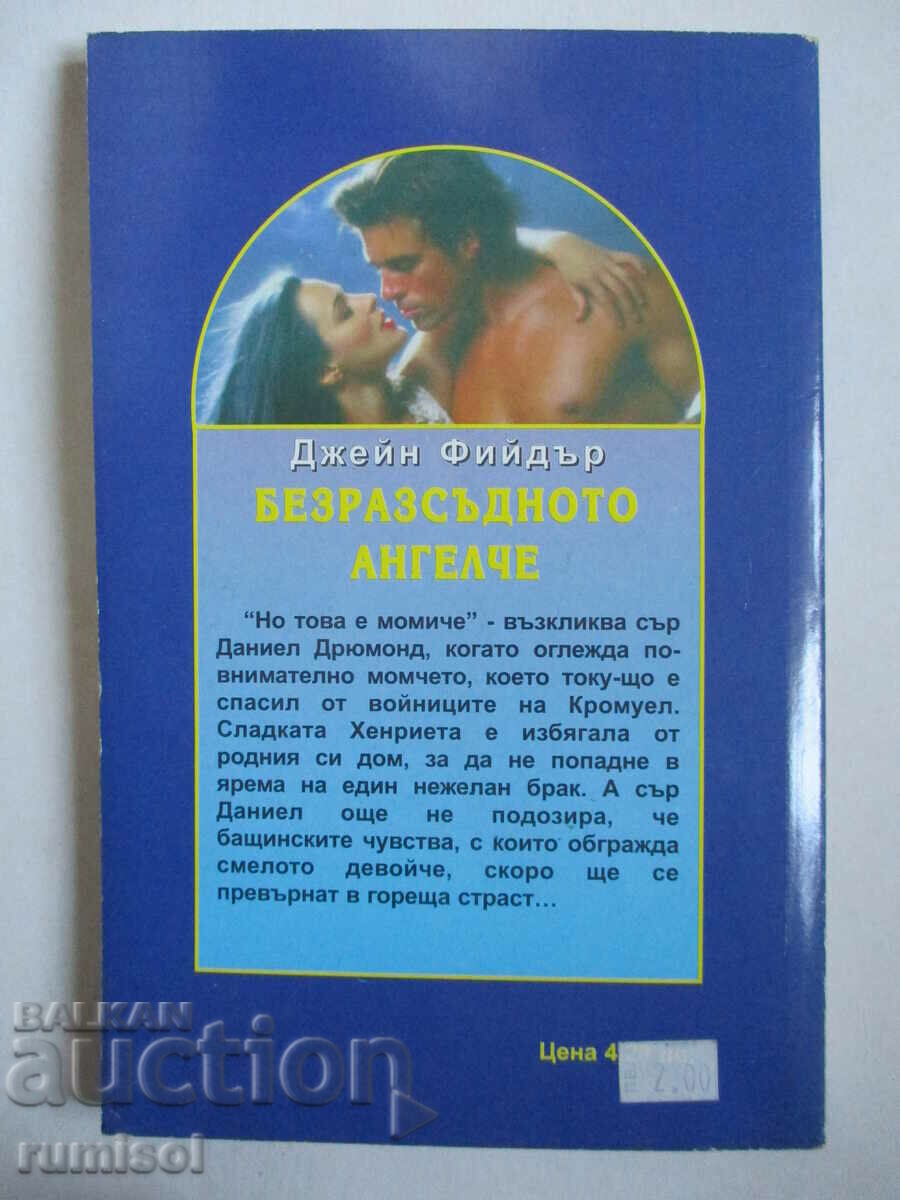 Джейн Фийдър
БЕЗРАЗСЪДНОТО
АНГЕЛЧЕ
“Но това е момиче” - възкликва сър
Даниел Дрюмонд, когато оглежда по-
внимателно момчето, което току-що е
спасил от войниците на Кромуел.
Сладката Хенриета е избягала от
родния си дом, за да не попадне в
ярема на един нежелан брак. А сър
Даниел още не подозира, че
бащинските чувства, с които обгражда
смелото девойче, скоро ще се
превърнат в гореща страст...
Цена 4
2.00
BALKAN
auction
rumisol